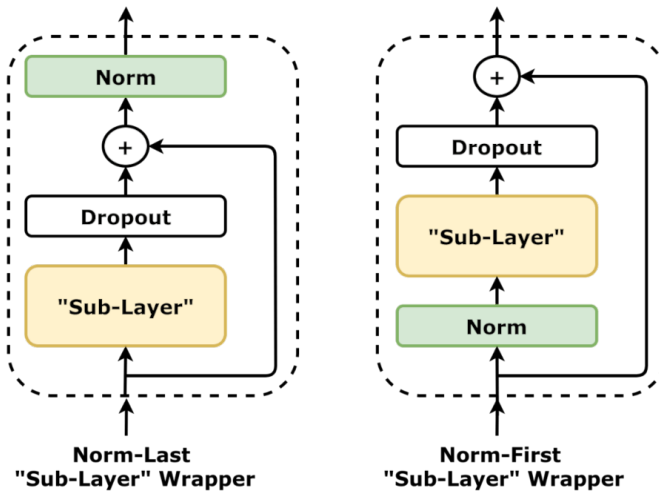 Norm
+
Dropout
"Sub-Layer"
Norm-Last
"Sub-Layer" Wrapper
+
Dropout
"Sub-Layer"
Norm
Norm-First
"Sub-Layer" Wrapper